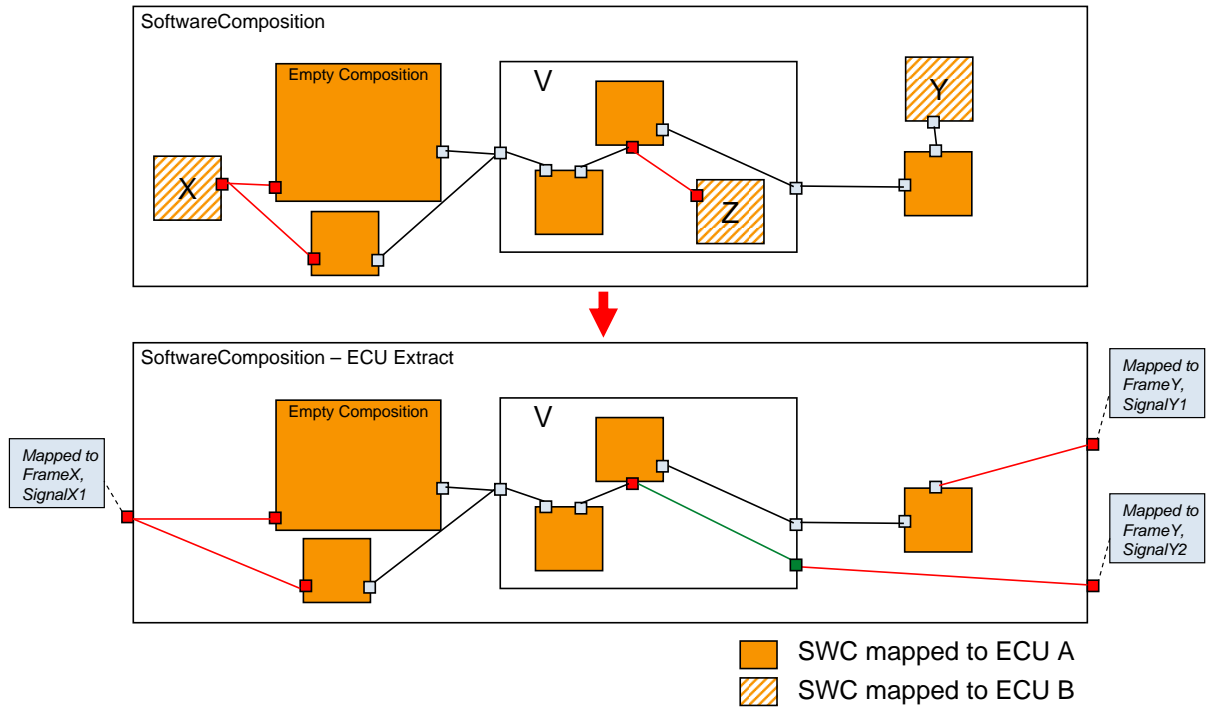 SoftwareComposition
Empty Composition
V
Y
X
Z
SoftwareComposition – ECU Extract
Mapped to
FrameY,
SignalY1
Empty Composition
V
Mapped to
FrameX,
SignalX1
Mapped to
FrameY,
SignalY2
SWC mapped to ECU A
SWC mapped to ECU B